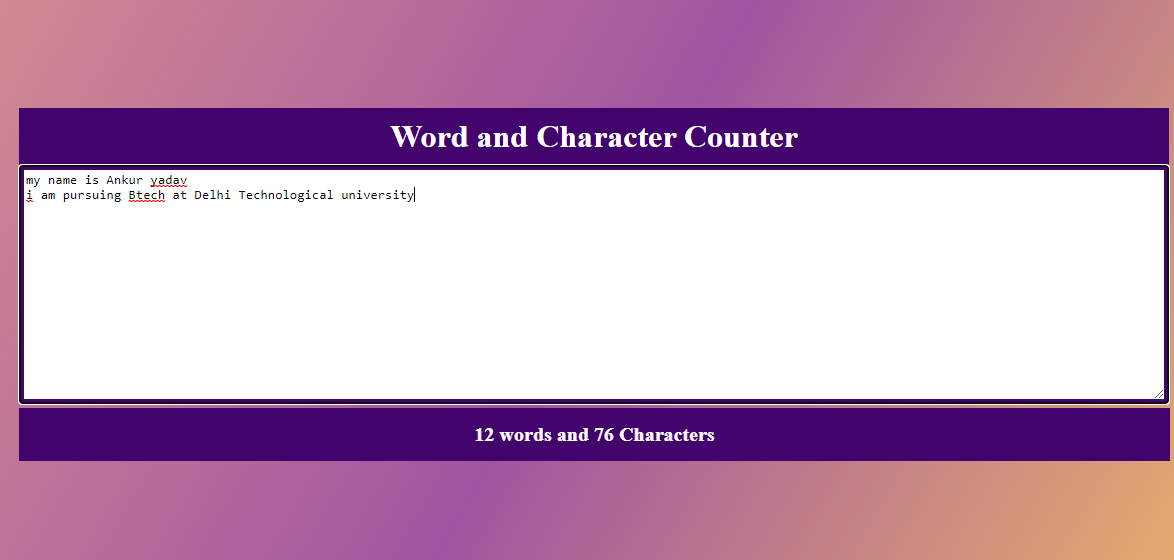 Word and Character Counter
my name is Ankur yadav
i am pursuing Btech at Delhi Technological university
12 words and 76 Characters